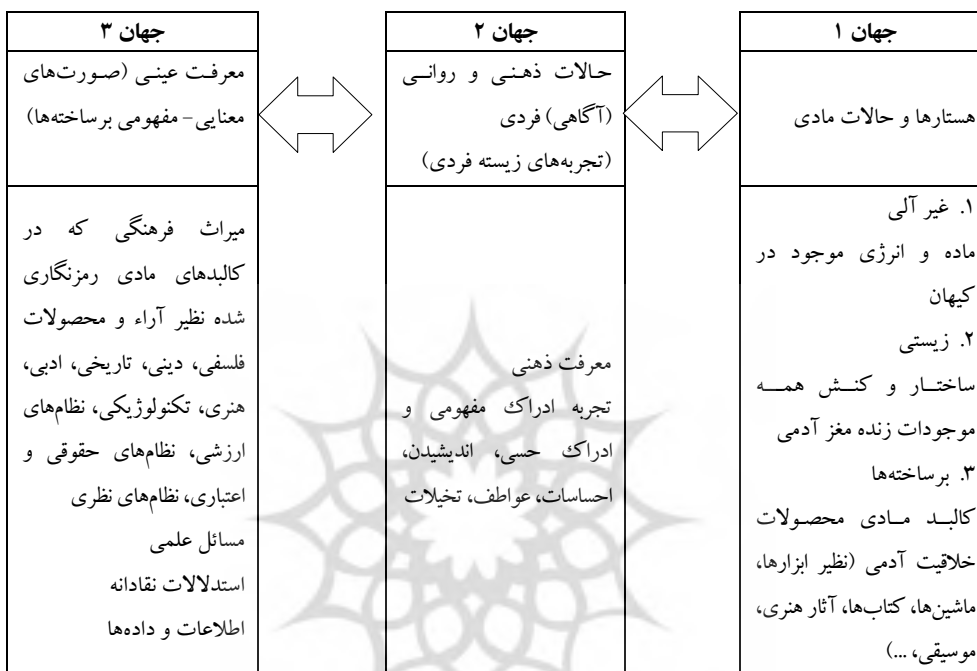 جهان ۱
هستارها و حالات مادی
۱. غیر آلی
ماده و انرژی موجود در
کیهان
۲. زیستی
ساختار و کنش همه
موجودات زنده مغز آدمی
۳. برساخته‌ها
کالبد مادی محصولات
خلاقیت آدمی (نظیر ابزارها،
ماشین‌ها، کتاب‌ها، آثار هنری،
موسیقی، ...)
جهان ۲
حالات ذهنی و روانی
(آگاهی) فردی
(تجربه‌های زیسته فردی)
معرفت ذهنی
تجربه ادراک مفهومی و
ادراک حسی، اندیشیدن،
احساسات، عواطف، تخیلات
جهان ۳
معرفت عینی (صورت‌های
معنایی- مفهومی برساخته‌ها)
میراث فرهنگی که در
کالبدهای مادی رمزنگاری
شده نظیر آراء و محصولات
فلسفی، دینی، تاریخی، ادبی،
هنری، تکنولوژیکی، نظام‌های
ارزشی، نظام‌های حقوقی و
اعتباری، نظام‌های نظری
مسائل علمی
استدلالات نقادانه
اطلاعات و داده‌ها